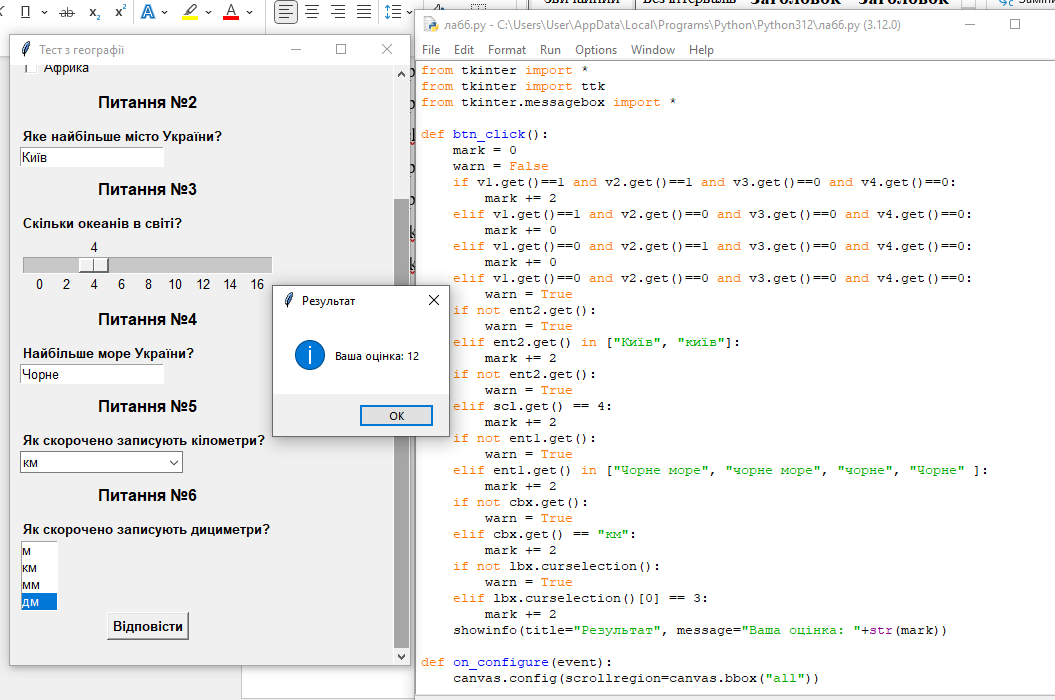 Звичайний Без інтервалів Заголовок Заголовок
ab x₂ x² A A
Тест з географії
Африка
Питання №2
Яке найбільше місто України?
Київ
Питання №3
Скільки океанів в світі?
4
0 2 4 6 8 10 12 14 16
Питання №4
Найбільше море України?
Чорне
Питання №5
Як скорочено записують кілометри?
км
Питання №6
Як скорочено записують дициметри?
м
км
мм
дм
Відповісти
Результат
Ваша оцінка: 12
OK
ла66.py - C:\Users\User\AppData\Local\Programs\Python\Python312\ла66.py (3.12.0)
File Edit Format Run Options Window Help
from tkinter import *
from tkinter import ttk
from tkinter.messagebox import *
def btn_click():
mark = 0
warn = False
if v1.get()==1 and v2.get()==1 and v3.get()==0 and v4.get()==0:
mark += 2
elif v1.get()==1 and v2.get()==0 and v3.get()==0 and v4.get()==0:
mark += 0
elif v1.get()==0 and v2.get()==1 and v3.get()==0 and v4.get()==0:
mark += 0
elif v1.get()==0 and v2.get()==0 and v3.get()==0 and v4.get()==0:
warn = True
if not ent2.get():
warn = True
elif ent2.get() in ["Київ", "київ"]:
mark += 2
if not ent2.get():
warn = True
elif scl.get() == 4:
mark += 2
if not ent1.get():
warn = True
elif ent1.get() in ["Чорне море", "чорне море", "чорне", "Чорне" ]:
mark += 2
if not cbx.get():
warn = True
elif cbx.get() == "км":
mark += 2
if not lbx.curselection():
warn = True
elif lbx.curselection()[0] == 3:
mark += 2
showinfo(title="Результат", message="Ваша оцінка: "+str(mark))
def on_configure(event):
canvas.config(scrollregion=canvas.bbox("all"))